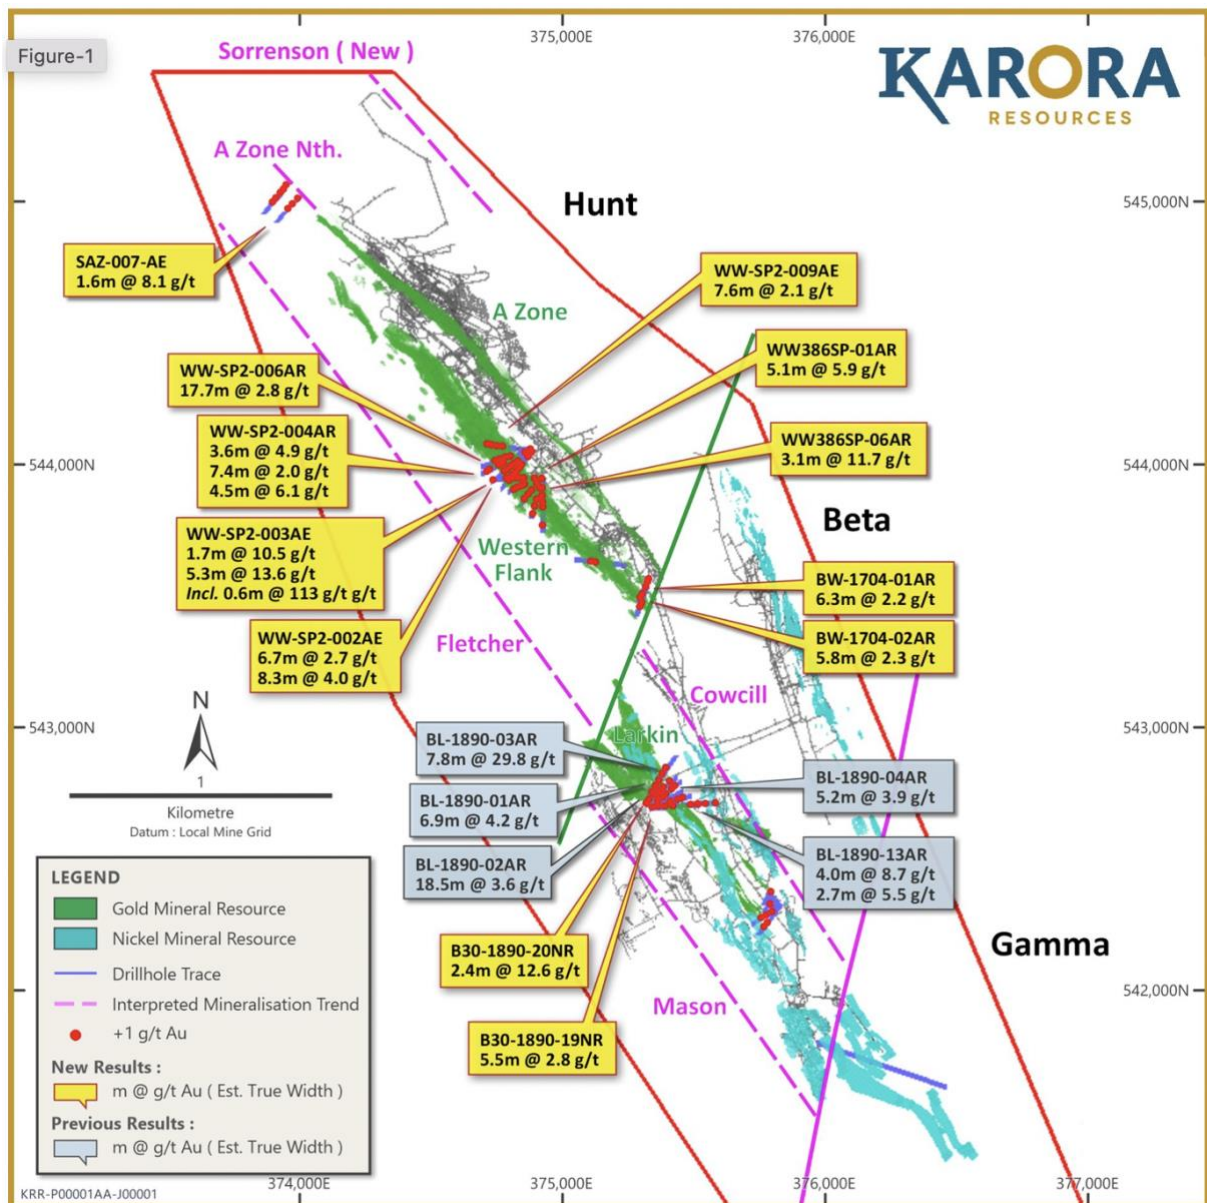 375,000E
376,000E
Figure-1
Sorrenson ( New )
KARORA
RESOURCES
A Zone Nth.
Hunt
545,000N
545,000N
SAZ-007-AE
1.6m @ 8.1 g/t
WW-SP2-009AE
7.6m @ 2.1 g/t
A Zone
WW386SP-01AR
5.1m @ 5.9 g/t
WW-SP2-006AR
17.7m @ 2.8 g/t
WW-SP2-004AR
3.6m @ 4.9 g/t
7.4m @ 2.0 g/t
4.5m @ 6.1 g/t
WW386SP-06AR
3.1m @ 11.7 g/t
544,000N
544,000N
Beta
WW-SP2-003AE
1.7m @ 10.5 g/t
5.3m @ 13.6 g/t
Incl. 0.6m @ 113 g/t g/t
Western
Flank
BW-1704-01AR
6.3m @ 2.2 g/t
WW-SP2-002AE
6.7m @ 2.7 g/t
8.3m @ 4.0 g/t
BW-1704-02AR
5.8m @ 2.3 g/t
Fletcher
Cowcill
N
543,000N
543,000N
Larkin
BL-1890-03AR
7.8m @ 29.8 g/t
BL-1890-04AR
5.2m @ 3.9 g/t
1
Kilometre
Datum : Local Mine Grid
BL-1890-01AR
6.9m @ 4.2 g/t
BL-1890-02AR
18.5m @ 3.6 g/t
BL-1890-13AR
4.0m @ 8.7 g/t
2.7m @ 5.5 g/t
B30-1890-20NR
2.4m @ 12.6 g/t
Gamma
542,000N
Mason
B30-1890-19NR
5.5m @ 2.8 g/t
LEGEND
Gold Mineral Resource
Nickel Mineral Resource
Drillhole Trace
Interpreted Mineralisation Trend
+1 g/t Au
New Results :
m @ g/t Au ( Est. True Width )
Previous Results :
m @ g/t Au ( Est. True Width )
KRR-P00001AA-J00001
374,000E
375,000E
376,000E
377,000E